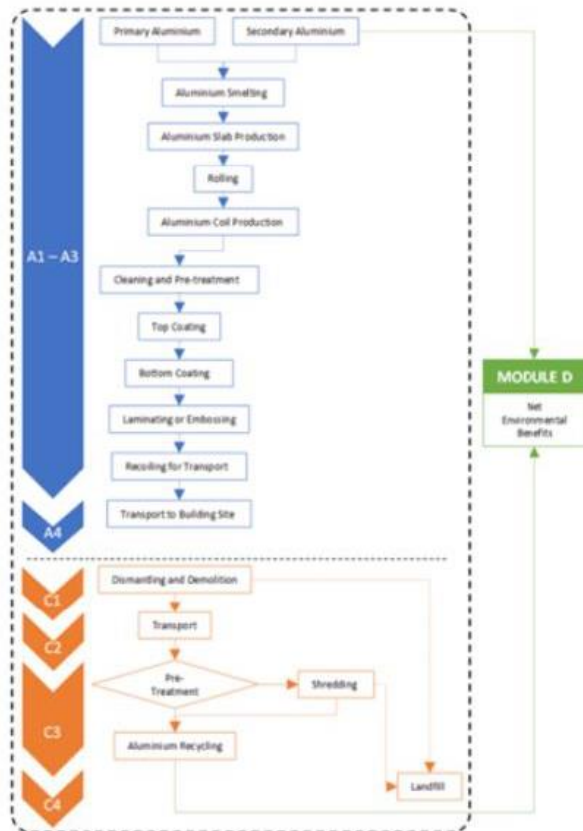 Primary Aluminium
Secondary Aluminium
Aluminium Smelting
Aluminium Slab Production
Rolling
Aluminium Coil Production
A1 – A3
Cleaning and Pre-treatment
Top Coating
Bottom Coating
Laminating or Embossing
Recoiling for Transport
Transport to Building Site
A4
MODULE D
Net
Environmental
Benefits
C1
Dismantling and Demolition
C2
Transport
Pre-
Treatment
Shredding
C3
Aluminium Recycling
C4
Landfill